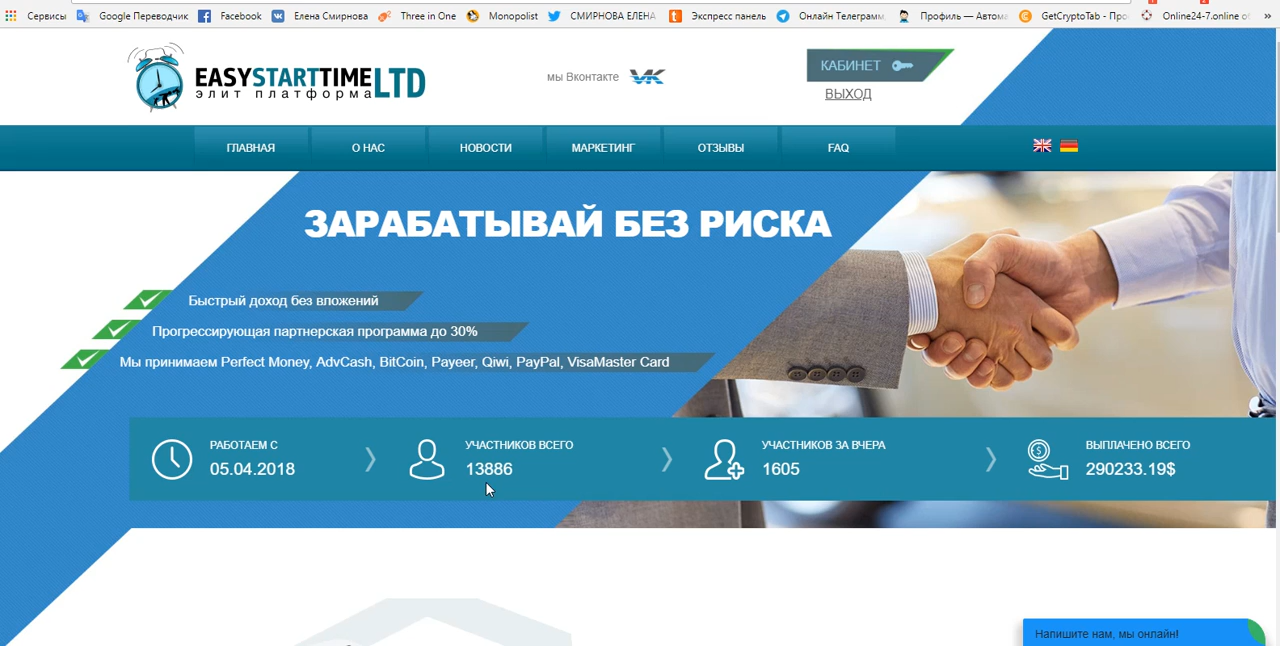 Сервисы Google Переводчик Facebook Елена Смирнова Three in One Monopolist СМИРНОВА ЕЛЕНА Экспресс панель Онлайн Телеграмм, Профиль — Автома GetCryptoTab - Про Online24-7.online от »
EASYSTARTTIME LTD
элит платформа
мы Вконтакте
КАБИНЕТ
ВЫХОД
ГЛАВНАЯ О НАС НОВОСТИ МАРКЕТИНГ ОТЗЫВЫ FAQ
ЗАРАБАТЫВАЙ БЕЗ РИСКА
Быстрый доход без вложений
Прогрессирующая партнерская программа до 30%
Мы принимаем Perfect Money, AdvCash, BitCoin, Payeer, Qiwi, PayPal, VisaMaster Card
РАБОТАЕМ С УЧАСТНИКОВ ВСЕГО УЧАСТНИКОВ ЗА ВЧЕРА ВЫПЛАЧЕНО ВСЕГО
05.04.2018 13886 1605 290233.19$
Напишите нам, мы онлайн!